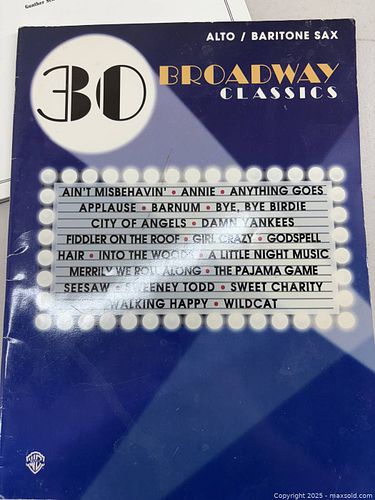 Gunther
ALTO / BARITONE SAX
30 BROADWAY
CLASSICS
AIN'T MISBEHAVIN' • ANNIE • ANYTHING GOES
APPLAUSE • BARNUM • BYE, BYE BIRDIE
CITY OF ANGELS • DAMN YANKEES
FIDDLER ON THE ROOF • GIRL CRAZY • GODSPELL
HAIR • INTO THE WOODS • A LITTLE NIGHT MUSIC
MERRILY WE ROLL ALONG • THE PAJAMA GAME
SEESAW • SWEENEY TODD • SWEET CHARITY
WALKING HAPPY • WILDCAT
Copyright 2025 - maxsold.com